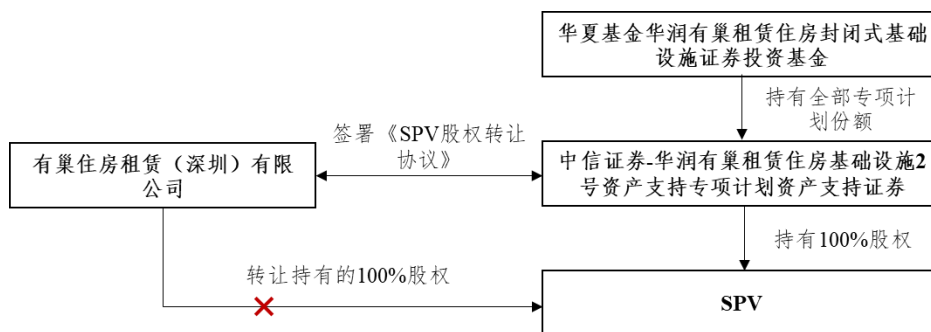 华夏基金华润有巢租赁住房封闭式基础
设施证券投资基金
持有全部专项计
划份额
签署《SPV股权转让
协议》
有巢住房租赁（深圳）有限
公司
中信证券-华润有巢租赁住房基础设施2
号资产支持专项计划资产支持证券
持有100%股权
转让持有的100%股权
SPV